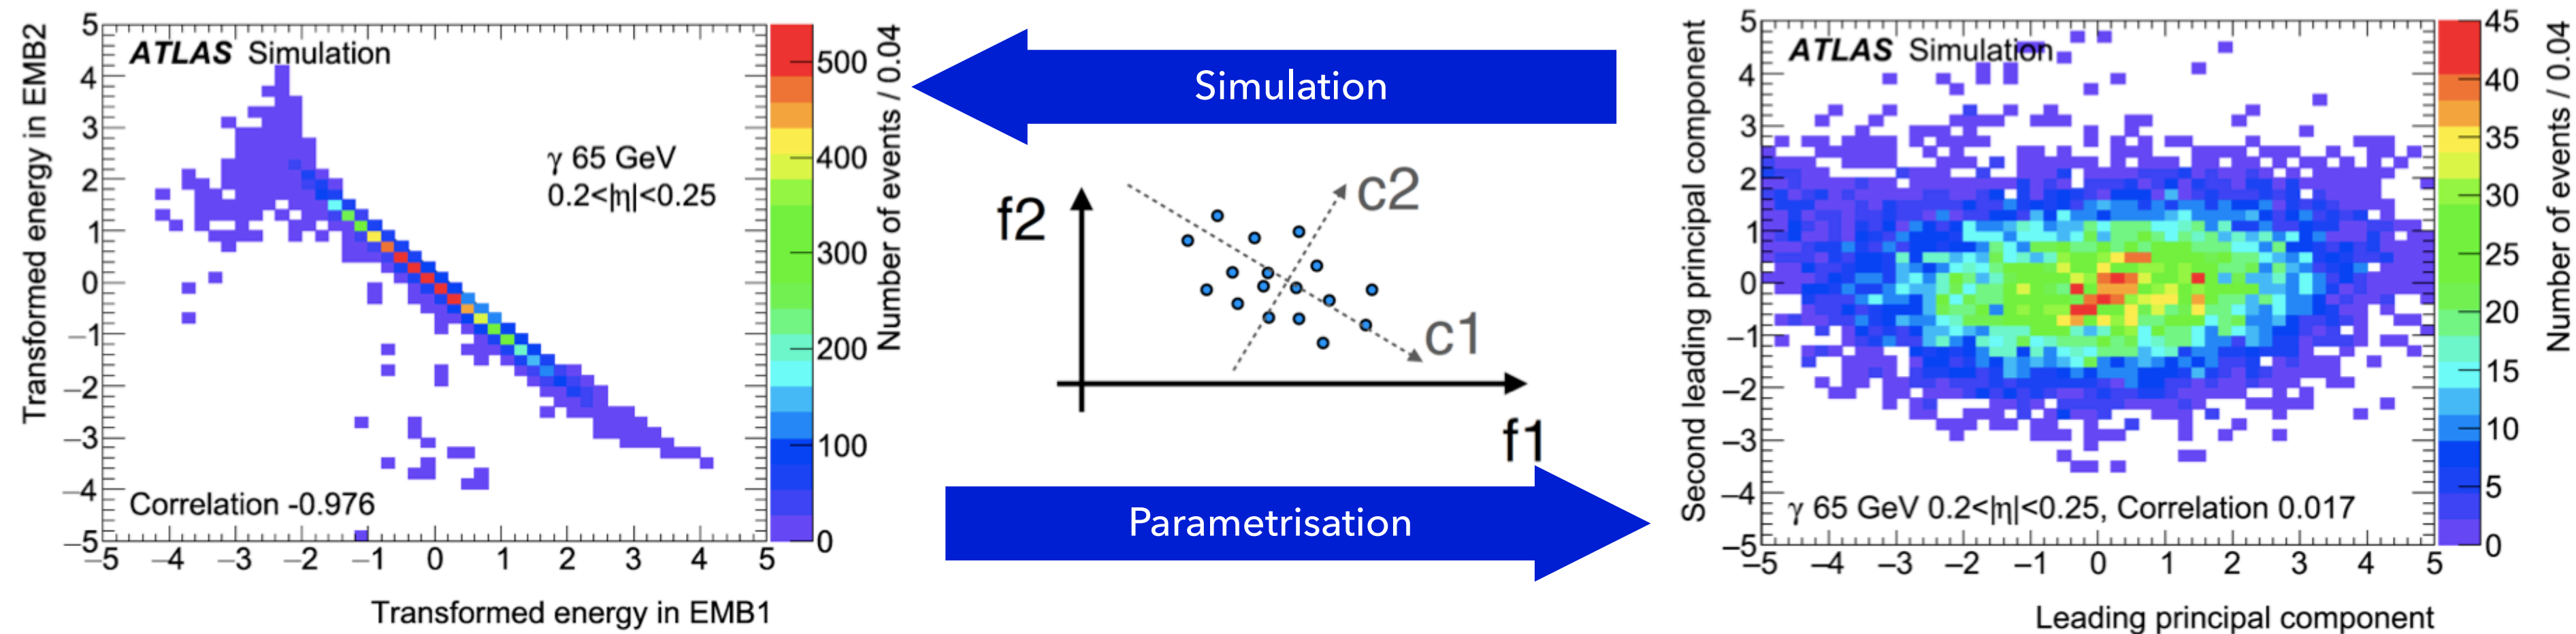 ATLAS Simulation
γ 65 GeV
0.2<|η|<0.25
Correlation -0.976
5
4
3
2
1
0
−1
−2
−3
−4
−5
−5 −4 −3 −2 −1 0 1 2 3 4 5
Transformed energy in EMB1
Transformed energy in EMB2
500
400
300
200
100
0
Number of events / 0.04
Simulation
f2
c2
c1
f1
Parametrisation
ATLAS Simulation
γ 65 GeV 0.2<|η|<0.25, Correlation 0.017
5
4
3
2
1
0
−1
−2
−3
−4
−5
−5 −4 −3 −2 −1 0 1 2 3 4 5
Leading principal component
Second leading principal component
45
40
35
30
25
20
15
10
5
0
Number of events / 0.04